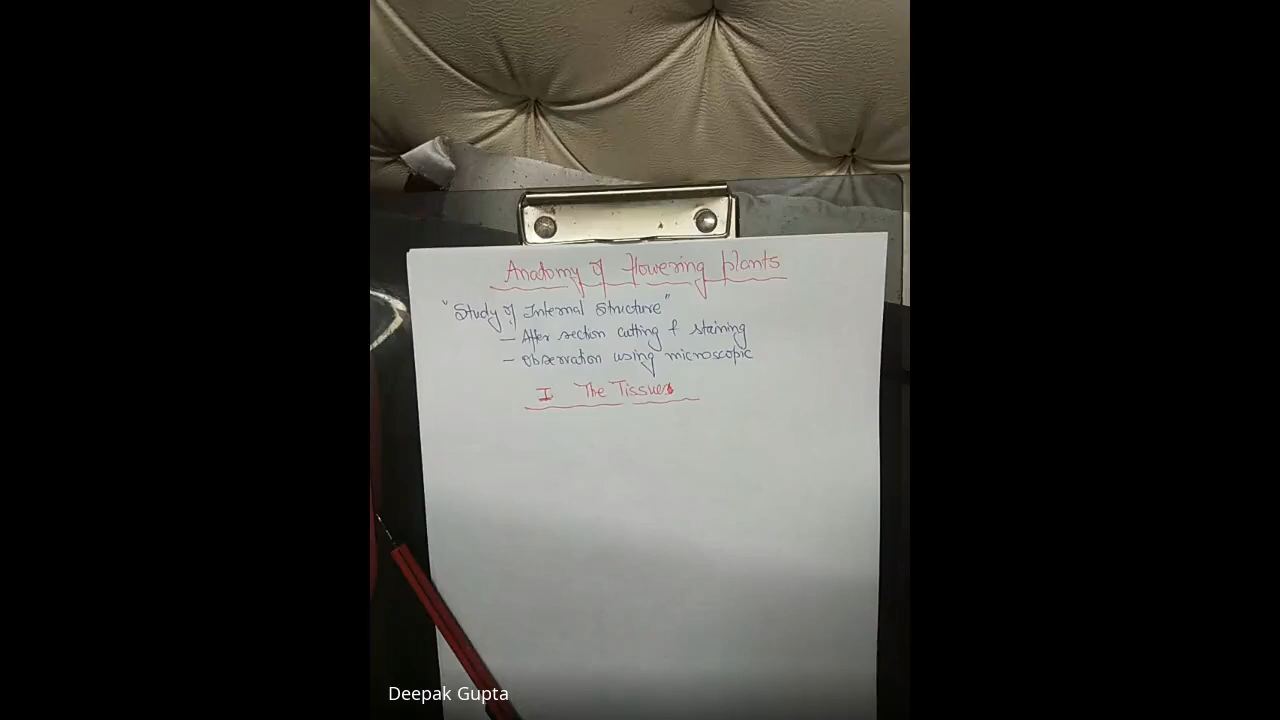 Anatomy of flowering plants
"Study of Internal Structure"
- After section cutting & staining
- Observation using microscopic
I The Tissues
Deepak Gupta